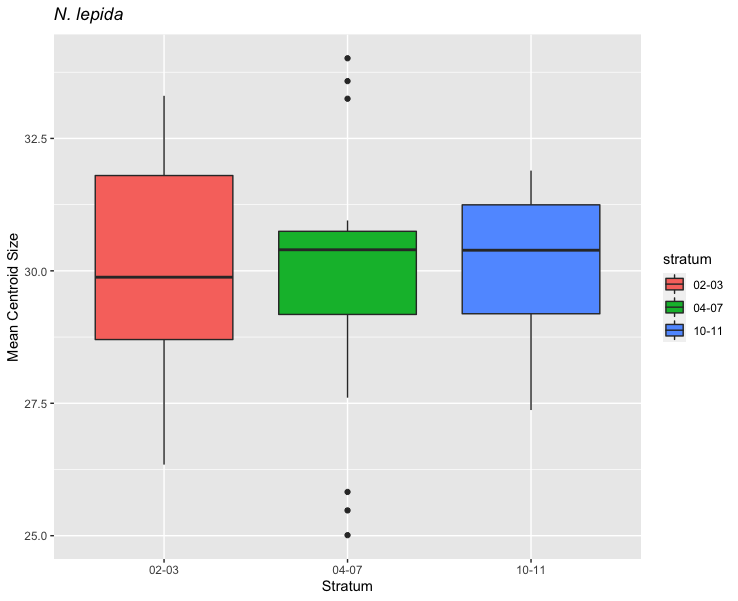 N. lepida
Mean Centroid Size
32.5
30.0
27.5
25.0
02-03
04-07
10-11
Stratum
stratum
02-03
04-07
10-11